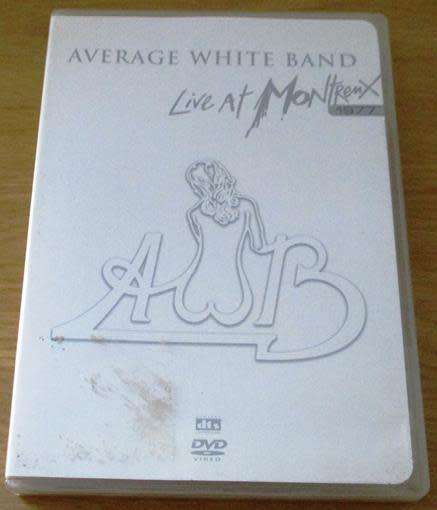 AVERAGE WHITE BAND
Live At MONTREUX
1977
AWB
dts
DVD
VIDEO